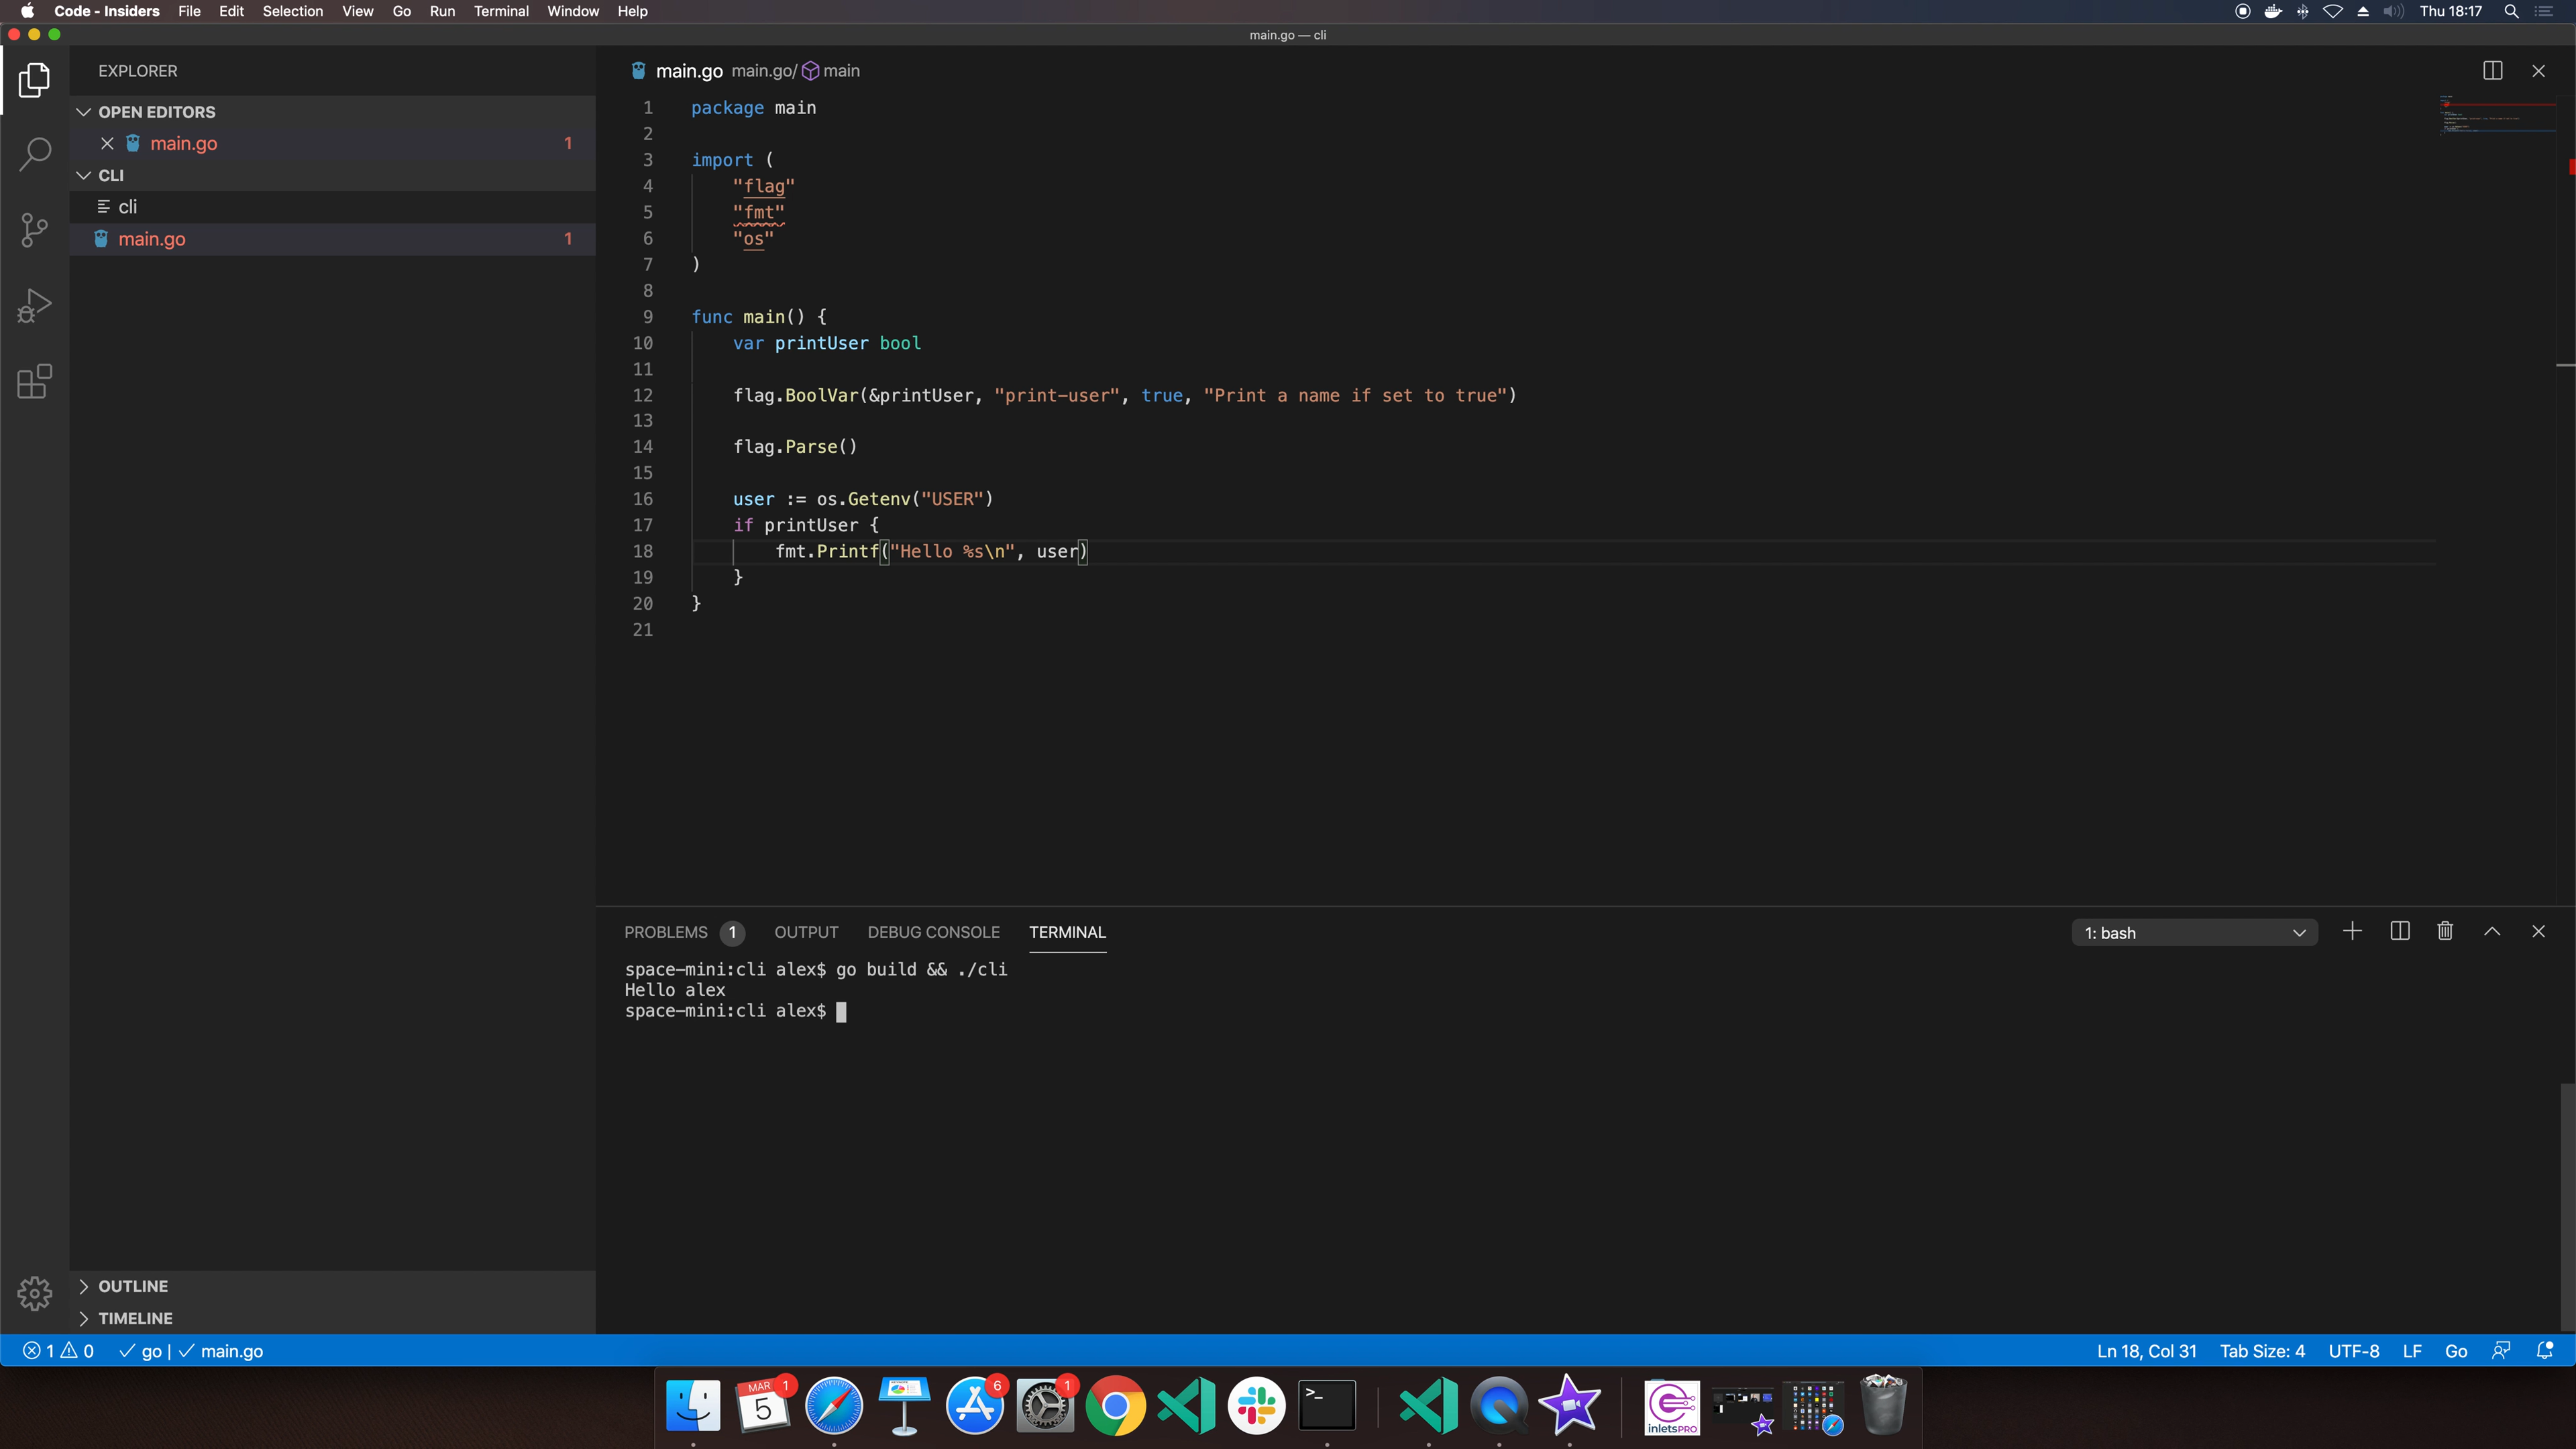 Code - Insiders File Edit Selection View Go Run Terminal Window Help Thu 18:17
main.go — cli
EXPLORER
OPEN EDITORS
main.go 1
CLI
cli
main.go 1
main.go main.go/ main
1 package main
2
3 import (
4 "flag"
5 "fmt"
6 "os"
7 )
8
9 func main() {
10 var printUser bool
11
12 flag.BoolVar(&printUser, "print-user", true, "Print a name if set to true")
13
14 flag.Parse()
15
16 user := os.Getenv("USER")
17 if printUser {
18 fmt.Printf("Hello %s\n", user)
19 }
20 }
21
PROBLEMS 1 OUTPUT DEBUG CONSOLE TERMINAL 1: bash
space-mini:cli alex$ go build && ./cli
Hello alex
space-mini:cli alex$
OUTLINE
TIMELINE
1 0 go | main.go Ln 18, Col 31 Tab Size: 4 UTF-8 LF Go
MAR 1 6 1
5 >_
inletsPRO